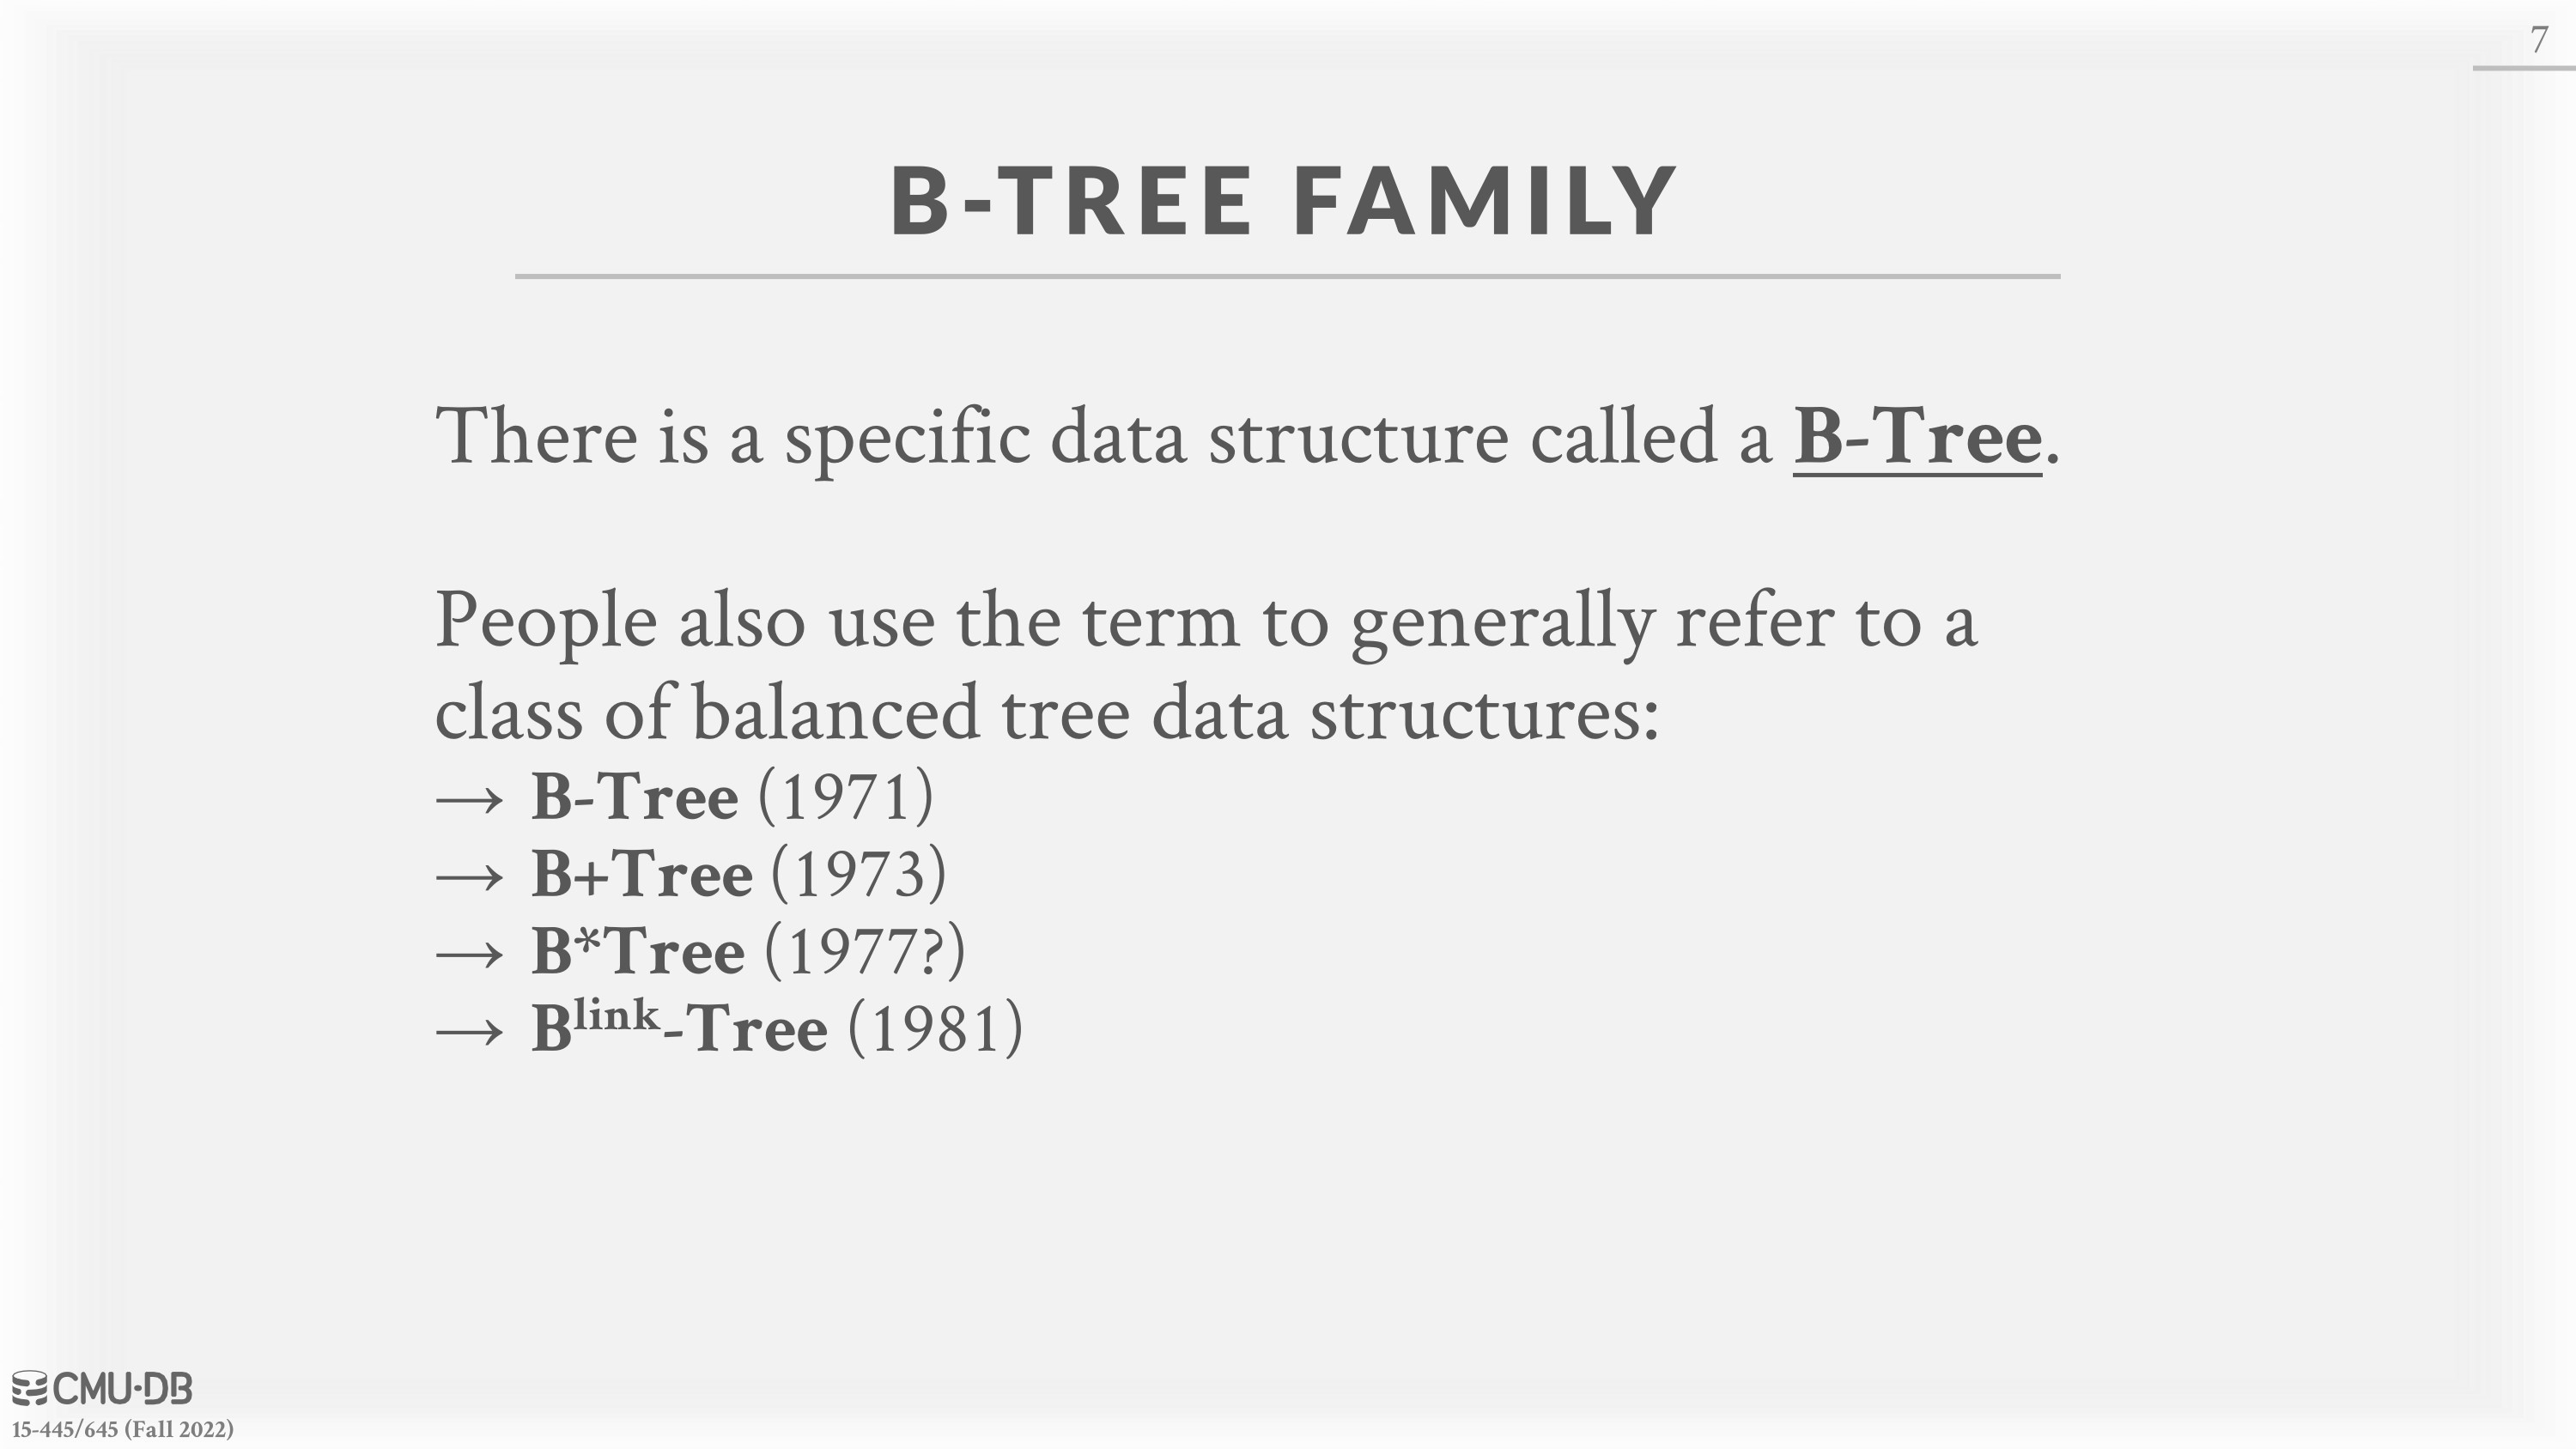 7
B-TREE FAMILY
There is a specific data structure called a B-Tree.
People also use the term to generally refer to a
class of balanced tree data structures:
→ B-Tree (1971)
→ B+Tree (1973)
→ B*Tree (1977?)
→ Blink-Tree (1981)
CMU·DB
15-445/645 (Fall 2022)